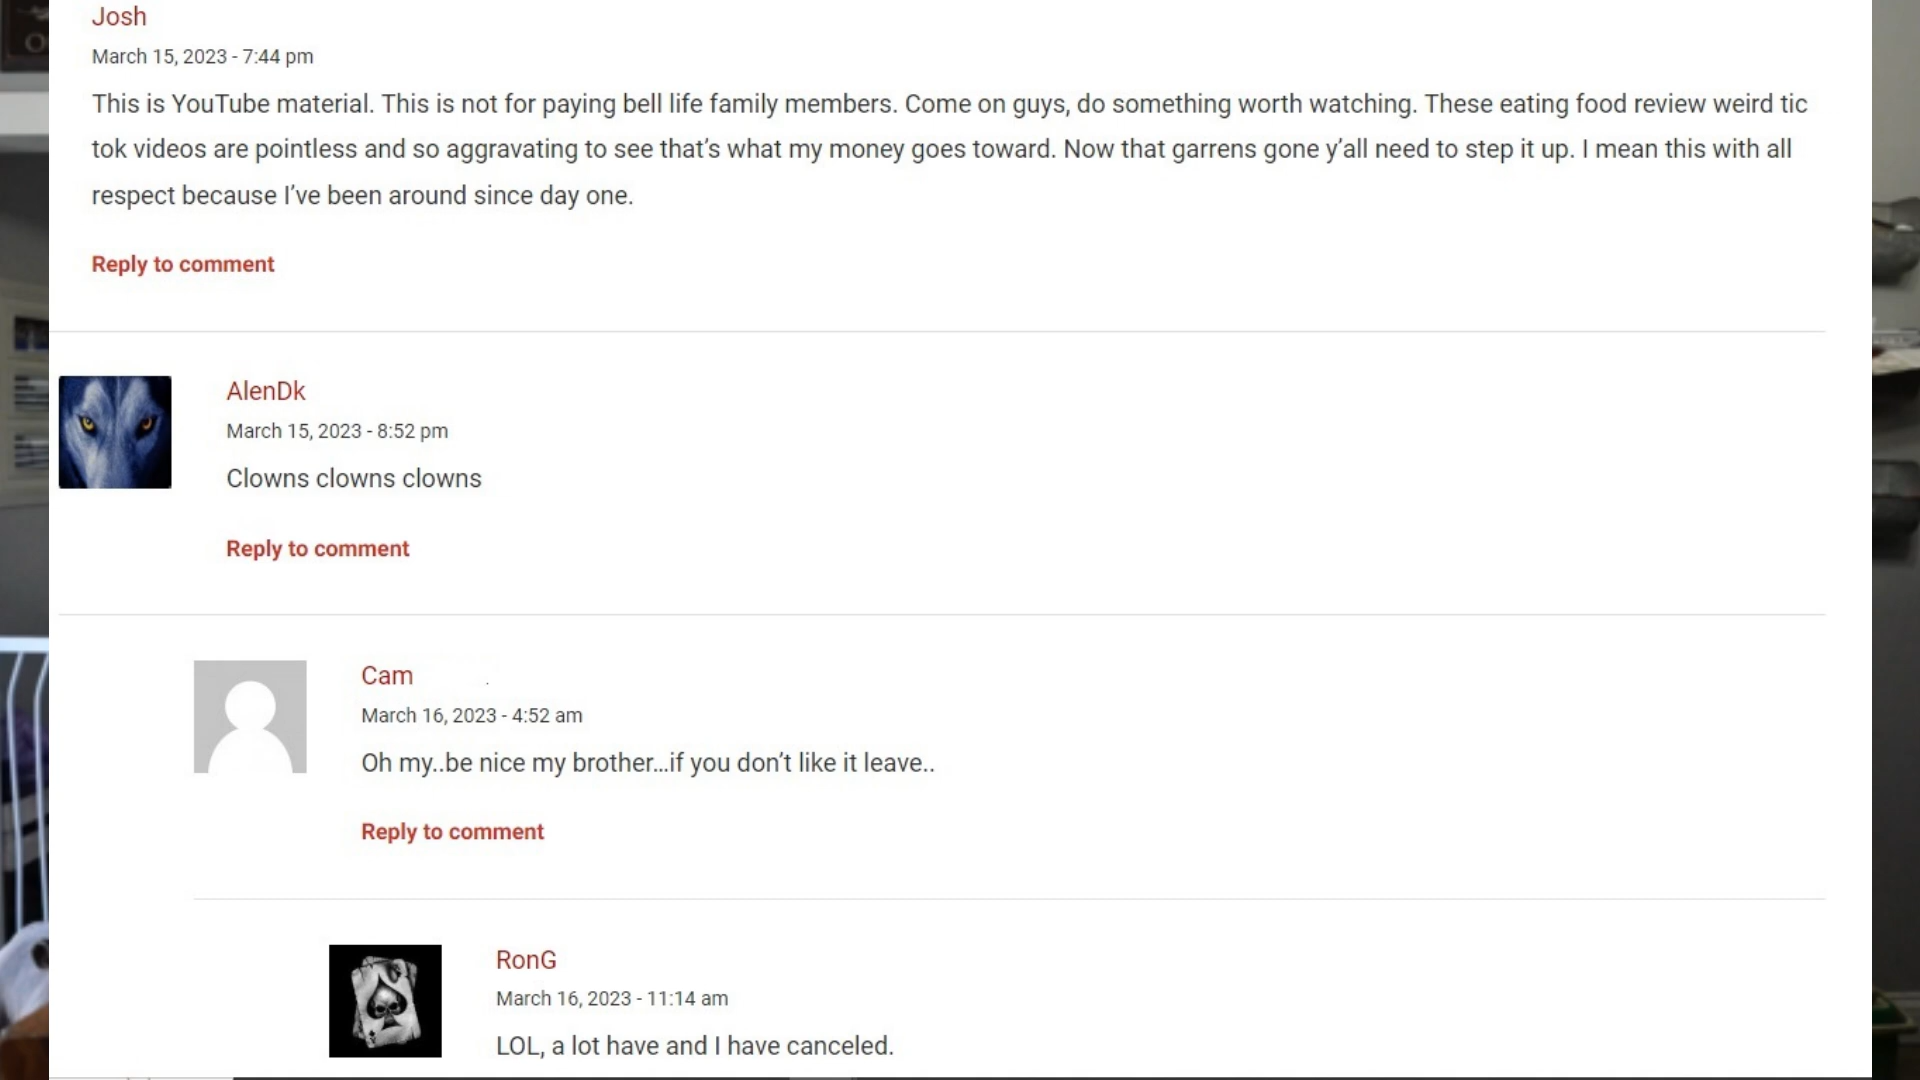 Josh
March 15, 2023 - 7:44 pm
This is YouTube material. This is not for paying bell life family members. Come on guys, do something worth watching. These eating food review weird tic
tok videos are pointless and so aggravating to see that’s what my money goes toward. Now that garrens gone y’all need to step it up. I mean this with all
respect because I’ve been around since day one.
Reply to comment
AlenDk
March 15, 2023 - 8:52 pm
Clowns clowns clowns
Reply to comment
Cam
March 16, 2023 - 4:52 am
Oh my..be nice my brother…if you don’t like it leave..
Reply to comment
RonG
March 16, 2023 - 11:14 am
LOL, a lot have and I have canceled.